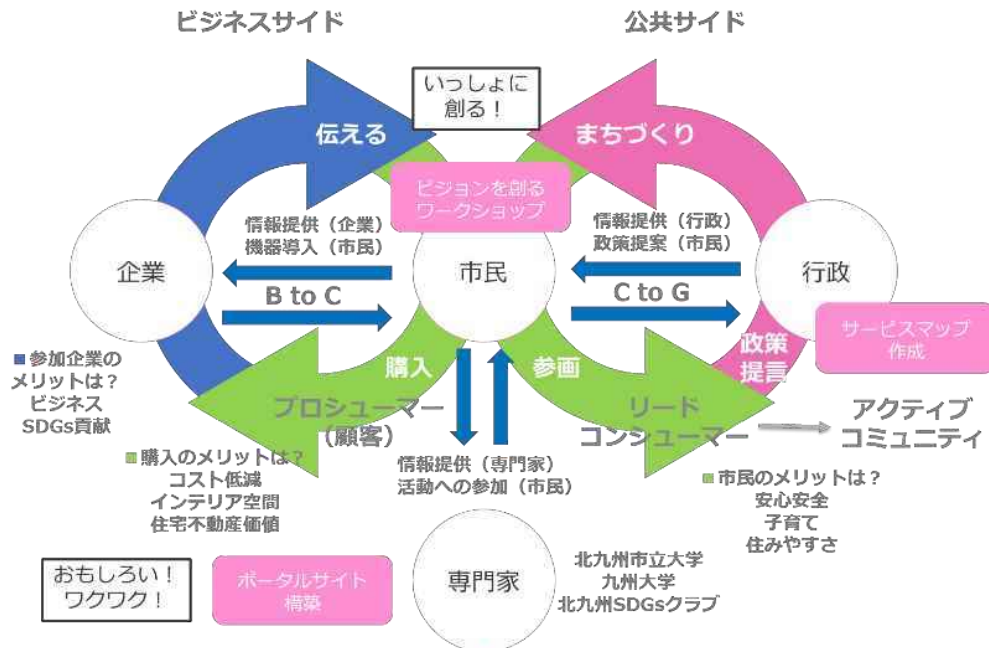 ビジネスサイド
公共サイド
いっしょに
創る！
伝える
まちづくり
ビジョンを創る
ワークショップ
情報提供（企業）
機器導入（市民）
情報提供（行政）
政策提案（市民）
企業
市民
行政
B to C
C to G
サービスマップ
作成
■参加企業の
メリットは？
ビジネス
SDGs貢献
購入
参画
政策
提言
プロシューマー
（顧客）
リード
コンシューマー
アクティブ
コミュニティ
■購入のメリットは？
コスト低減
インテリア空間
住宅不動産価値
情報提供（専門家）
活動への参加（市民）
■市民のメリットは？
安心安全
子育て
住みやすさ
おもしろい！
ワクワク！
ポータルサイト
構築
専門家
北九州市立大学
九州大学
北九州SDGsクラブ